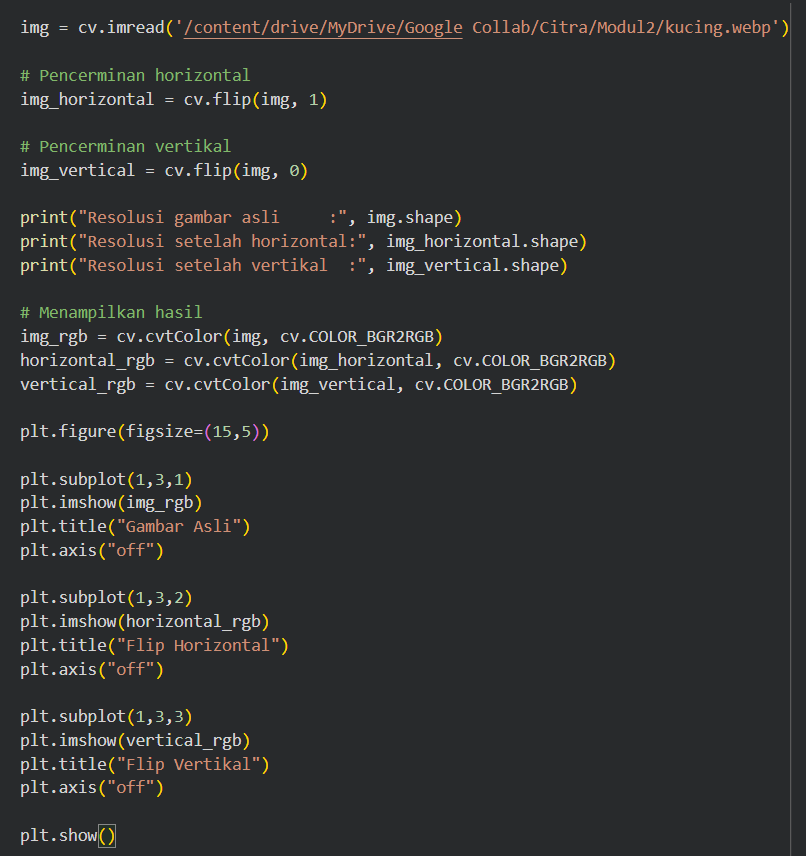 img = cv.imread('/content/drive/MyDrive/Google Collab/Citra/Modul2/kucing.webp')
# Pencerminan horizontal
img_horizontal = cv.flip(img, 1)
# Pencerminan vertikal
img_vertical = cv.flip(img, 0)
print("Resolusi gambar asli     :", img.shape)
print("Resolusi setelah horizontal:", img_horizontal.shape)
print("Resolusi setelah vertikal  :", img_vertical.shape)
# Menampilkan hasil
img_rgb = cv.cvtColor(img, cv.COLOR_BGR2RGB)
horizontal_rgb = cv.cvtColor(img_horizontal, cv.COLOR_BGR2RGB)
vertical_rgb = cv.cvtColor(img_vertical, cv.COLOR_BGR2RGB)
plt.figure(figsize=(15,5))
plt.subplot(1,3,1)
plt.imshow(img_rgb)
plt.title("Gambar Asli")
plt.axis("off")
plt.subplot(1,3,2)
plt.imshow(horizontal_rgb)
plt.title("Flip Horizontal")
plt.axis("off")
plt.subplot(1,3,3)
plt.imshow(vertical_rgb)
plt.title("Flip Vertikal")
plt.axis("off")
plt.show()